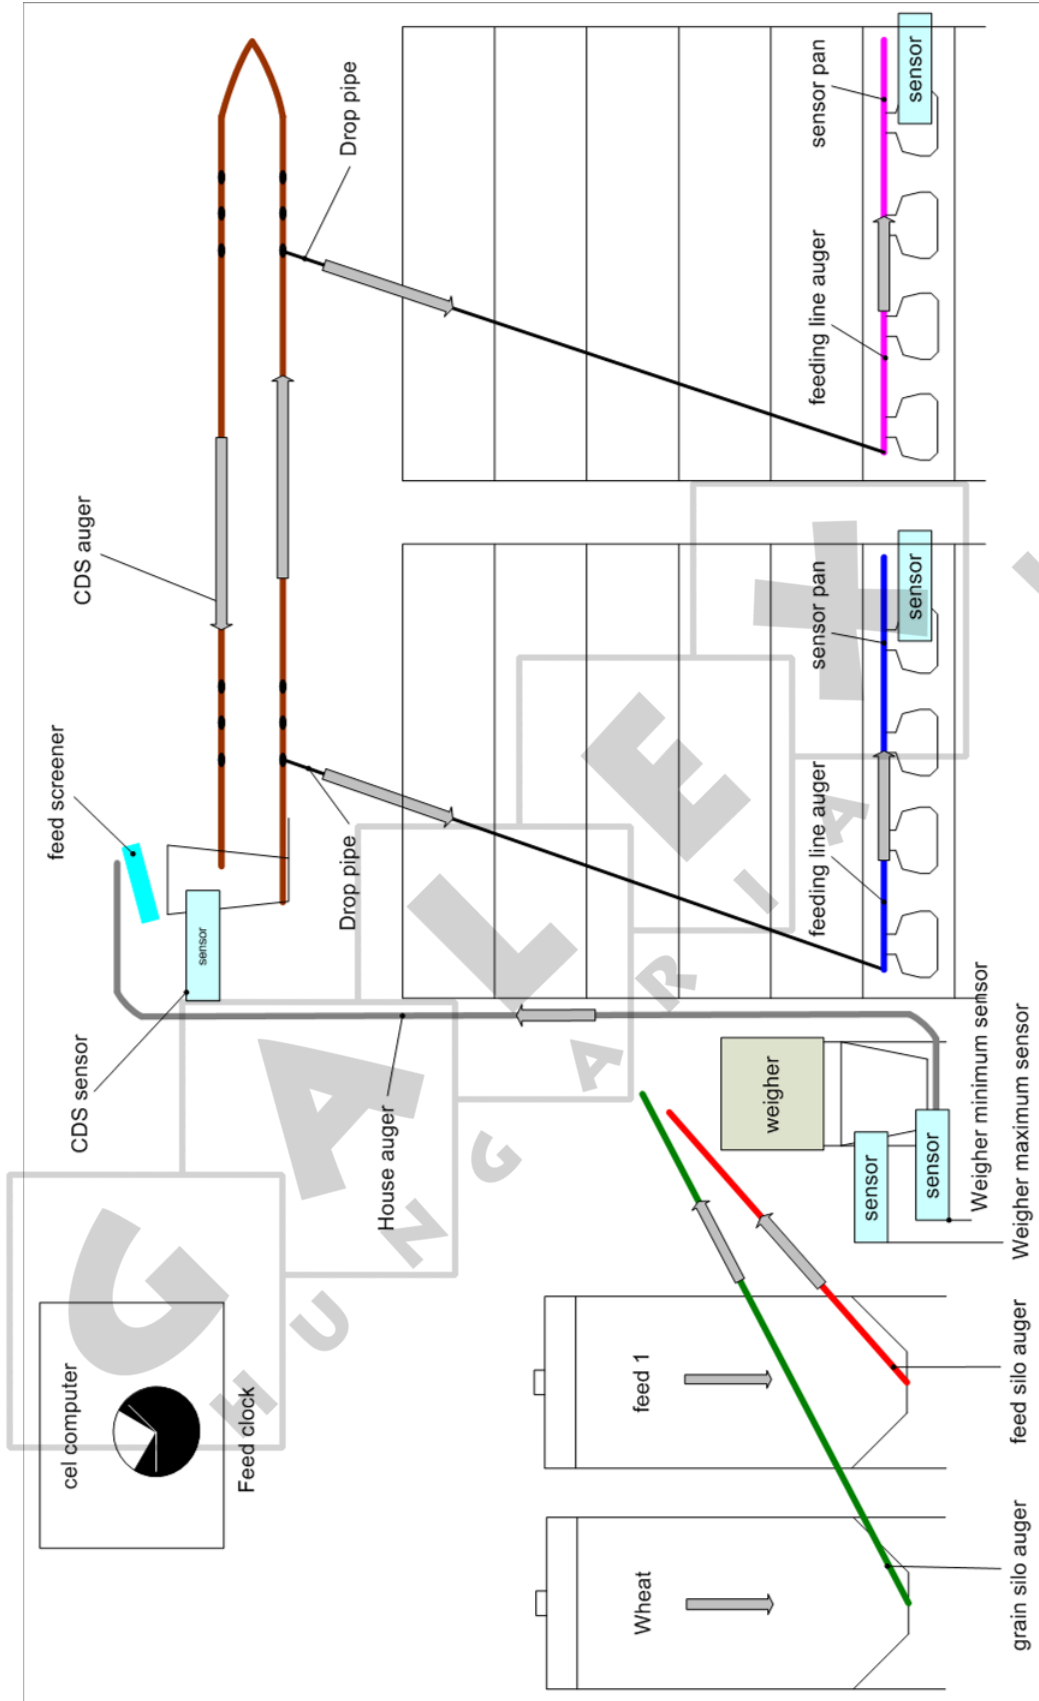 cel computer
Feed clock
CDS sensor
sensor
feed screener
CDS auger
Drop pipe
Drop pipe
House auger
Wheat
feed 1
weigher
sensor
sensor
feeding line auger
sensor pan
sensor
feeding line auger
sensor pan
sensor
Weigher minimum sensor
Weigher maximum sensor
grain silo auger
feed silo auger
GALLET
HUNGARIA